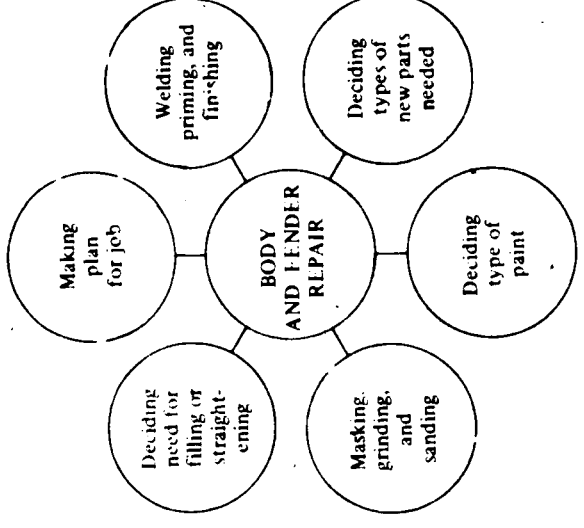 Making
plan
for job
Deciding
need for
filling or
straight-
ening
Welding
priming, and
finishing
BODY
AND FENDER
REPAIR
Masking,
grinding,
and
sanding
Deciding
types of
new parts
needed
Deciding
type of
paint